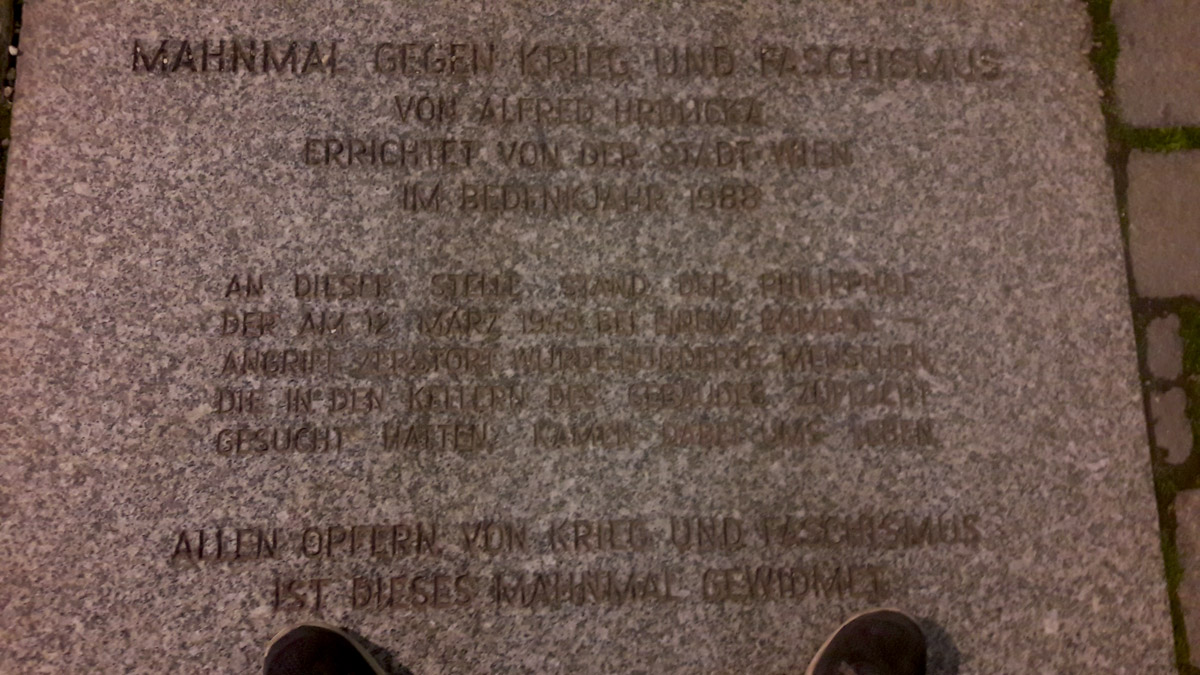 MAHNMAL GEGEN KRIEG UND FASCHISMUS
VON ALFRED HRDLICKA
ERRICHTET VON DER STADT WIEN
IM BEDENKJAHR 1988
AN DIESER STELLE STAND DER PHILIPPHOF
DER AM 12. MÄRZ 1945 BEI EINEM BOMBEN-
ANGRIFF ZERSTÖRT WURDE. HUNDERTE MENSCHEN,
DIE IN DEN KELLERN DES GEBÄUDES ZUFLUCHT
GESUCHT HATTEN, KAMEN DABEI UMS LEBEN.
ALLEN OPFERN VON KRIEG UND FASCHISMUS
IST DIESES MAHNMAL GEWIDMET